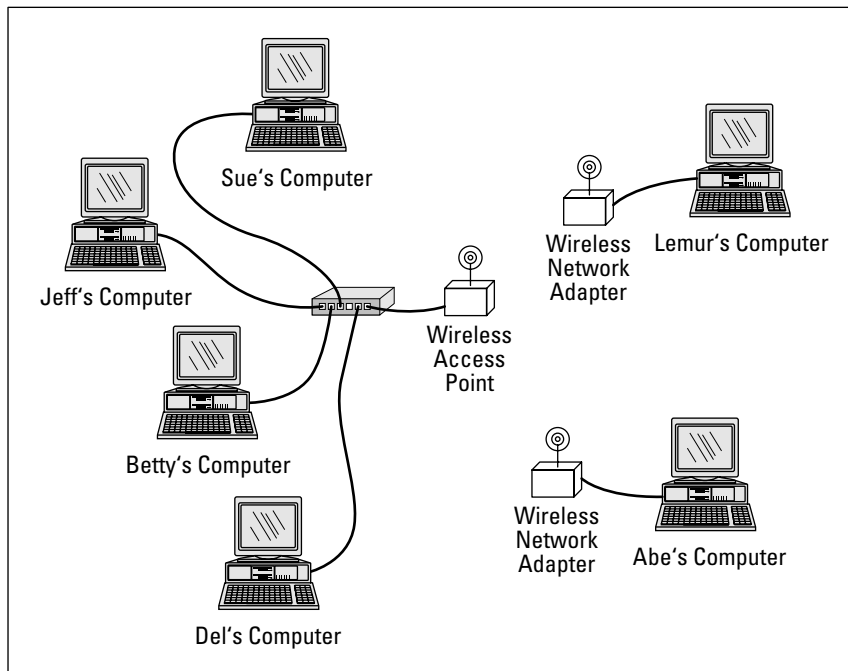 Sue‘s Computer
Jeff‘s Computer
Wireless
Access
Point
Betty‘s Computer
Del‘s Computer
Wireless
Network
Adapter
Lemur‘s Computer
Wireless
Network
Adapter
Abe‘s Computer